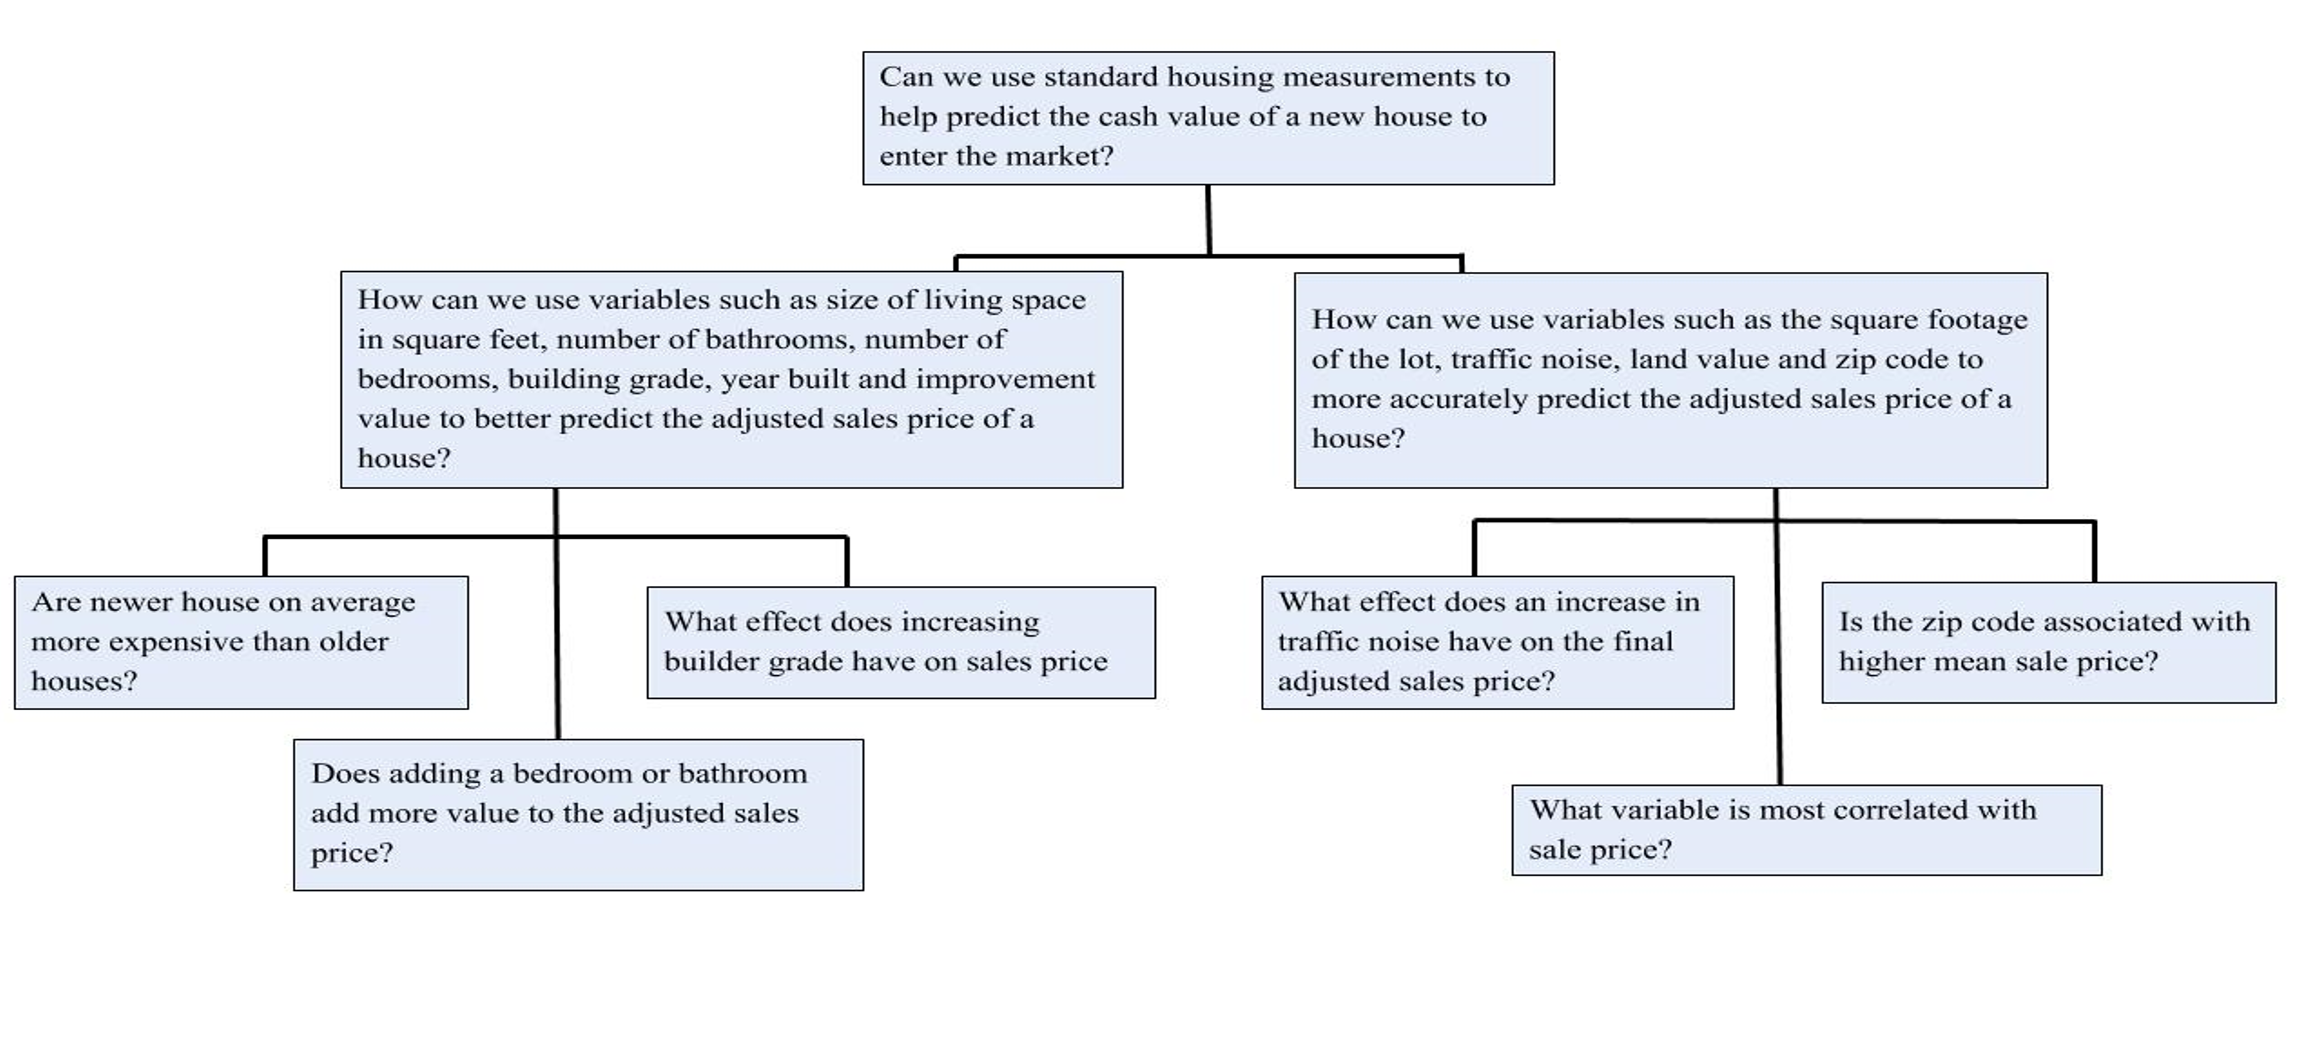 Can we use standard housing measurements to
help predict the cash value of a new house to
enter the market?
How can we use variables such as size of living space
in square feet, number of bathrooms, number of
bedrooms, building grade, year built and improvement
value to better predict the adjusted sales price of a
house?
How can we use variables such as the square footage
of the lot, traffic noise, land value and zip code to
more accurately predict the adjusted sales price of a
house?
Are newer house on average
more expensive than older
houses?
What effect does increasing
builder grade have on sales price
Does adding a bedroom or bathroom
add more value to the adjusted sales
price?
What effect does an increase in
traffic noise have on the final
adjusted sales price?
Is the zip code associated with
higher mean sale price?
What variable is most correlated with
sale price?